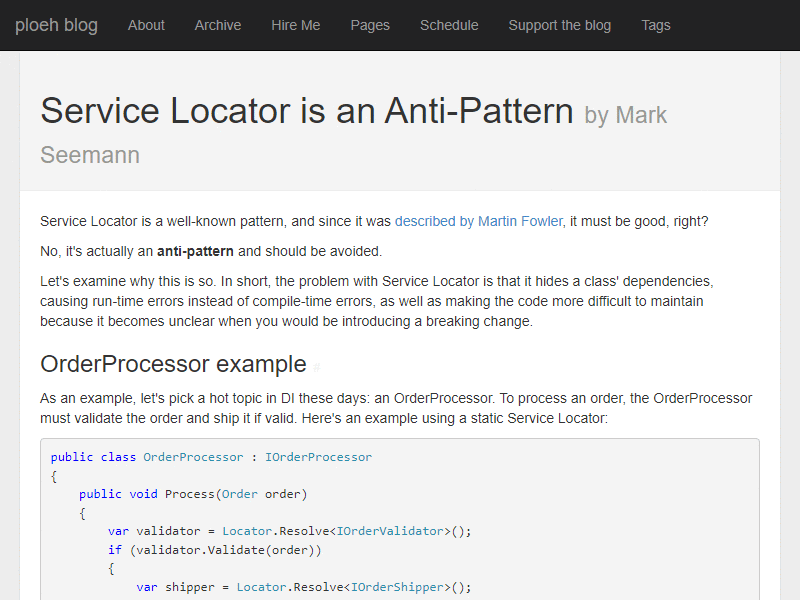 ploeh blog About Archive Hire Me Pages Schedule Support the blog Tags
Service Locator is an Anti-Pattern by Mark
Seemann
Service Locator is a well-known pattern, and since it was described by Martin Fowler, it must be good, right?
No, it's actually an anti-pattern and should be avoided.
Let's examine why this is so. In short, the problem with Service Locator is that it hides a class' dependencies,
causing run-time errors instead of compile-time errors, as well as making the code more difficult to maintain
because it becomes unclear when you would be introducing a breaking change.
OrderProcessor example #
As an example, let's pick a hot topic in DI these days: an OrderProcessor. To process an order, the OrderProcessor
must validate the order and ship it if valid. Here's an example using a static Service Locator:
public class OrderProcessor : IOrderProcessor
{
    public void Process(Order order)
    {
        var validator = Locator.Resolve<IOrderValidator>();
        if (validator.Validate(order))
        {
            var shipper = Locator.Resolve<IOrderShipper>();